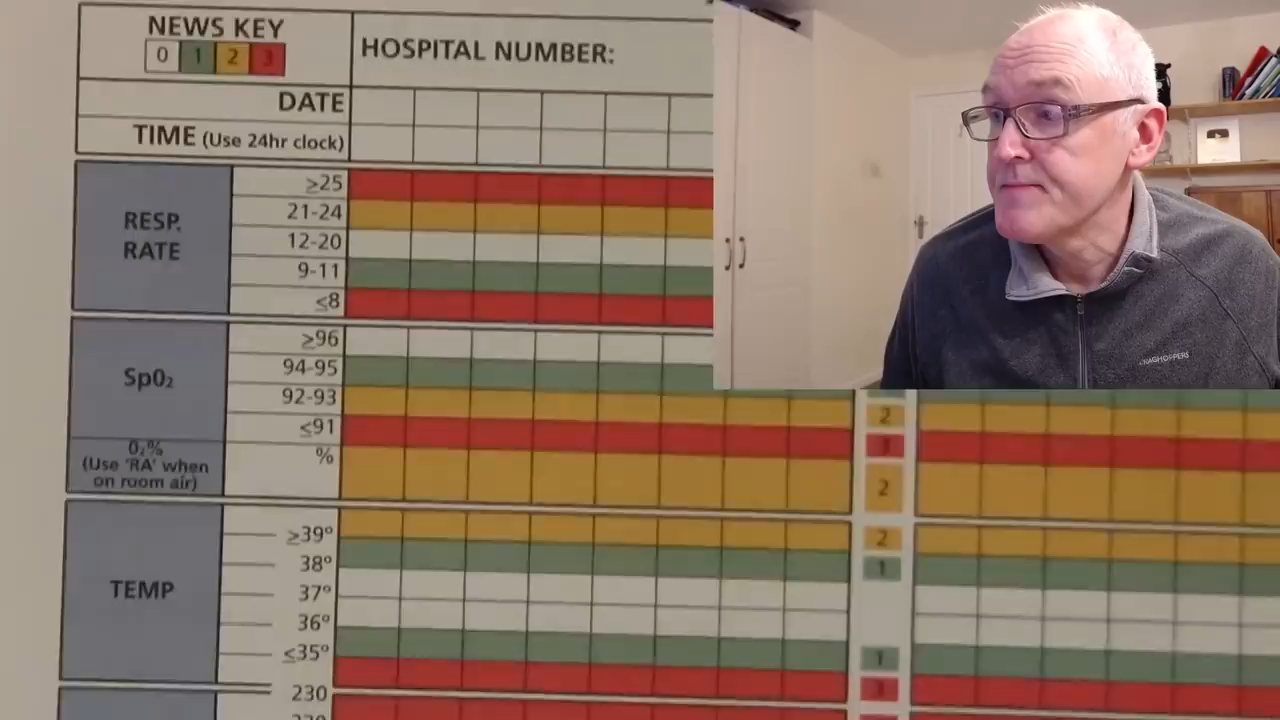 NEWS KEY
0 1 2 3
HOSPITAL NUMBER:
DATE
TIME (Use 24hr clock)
RESP.
RATE
≥25
21-24
12-20
9-11
≤8
SpO₂
≥96
94-95
92-93
≤91
2
3
O₂%
(Use 'RA' when
on room air)
%
2
TEMP
≥39°
38°
37°
36°
≤35°
2
1
1
3
230